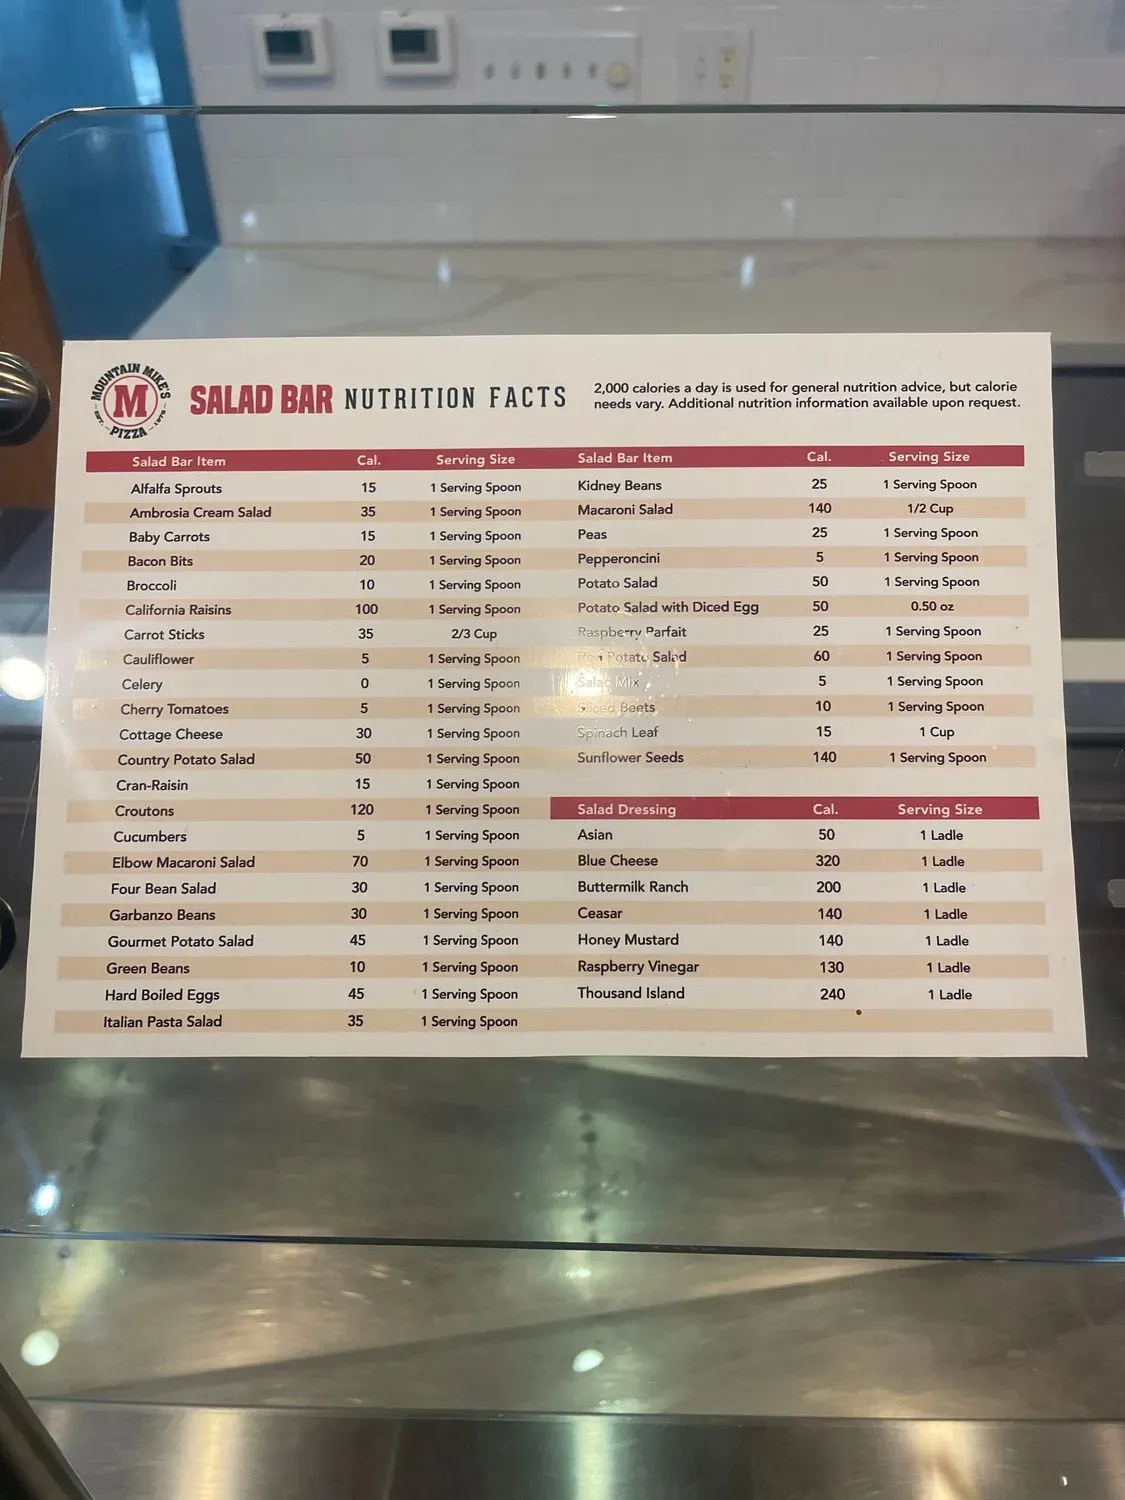 MOUNTAIN MIKE'S
M
EST. 1978
PIZZA
SALAD BAR NUTRITION FACTS
2,000 calories a day is used for general nutrition advice, but calorie
needs vary. Additional nutrition information available upon request.
Salad Bar Item Cal. Serving Size
Alfalfa Sprouts 15 1 Serving Spoon
Ambrosia Cream Salad 35 1 Serving Spoon
Baby Carrots 15 1 Serving Spoon
Bacon Bits 20 1 Serving Spoon
Broccoli 10 1 Serving Spoon
California Raisins 100 1 Serving Spoon
Carrot Sticks 35 2/3 Cup
Cauliflower 5 1 Serving Spoon
Celery 0 1 Serving Spoon
Cherry Tomatoes 5 1 Serving Spoon
Cottage Cheese 30 1 Serving Spoon
Country Potato Salad 50 1 Serving Spoon
Cran-Raisin 15 1 Serving Spoon
Croutons 120 1 Serving Spoon
Cucumbers 5 1 Serving Spoon
Elbow Macaroni Salad 70 1 Serving Spoon
Four Bean Salad 30 1 Serving Spoon
Garbanzo Beans 30 1 Serving Spoon
Gourmet Potato Salad 45 1 Serving Spoon
Green Beans 10 1 Serving Spoon
Hard Boiled Eggs 45 1 Serving Spoon
Italian Pasta Salad 35 1 Serving Spoon
Salad Bar Item Cal. Serving Size
Kidney Beans 25 1 Serving Spoon
Macaroni Salad 140 1/2 Cup
Peas 25 1 Serving Spoon
Pepperoncini 5 1 Serving Spoon
Potato Salad 50 1 Serving Spoon
Potato Salad with Diced Egg 50 0.50 oz
Raspberry Parfait 25 1 Serving Spoon
Red Potato Salad 60 1 Serving Spoon
Salad Mix 5 1 Serving Spoon
Sliced Beets 10 1 Serving Spoon
Spinach Leaf 15 1 Cup
Sunflower Seeds 140 1 Serving Spoon
Salad Dressing Cal. Serving Size
Asian 50 1 Ladle
Blue Cheese 320 1 Ladle
Buttermilk Ranch 200 1 Ladle
Ceasar 140 1 Ladle
Honey Mustard 140 1 Ladle
Raspberry Vinegar 130 1 Ladle
Thousand Island 240 1 Ladle